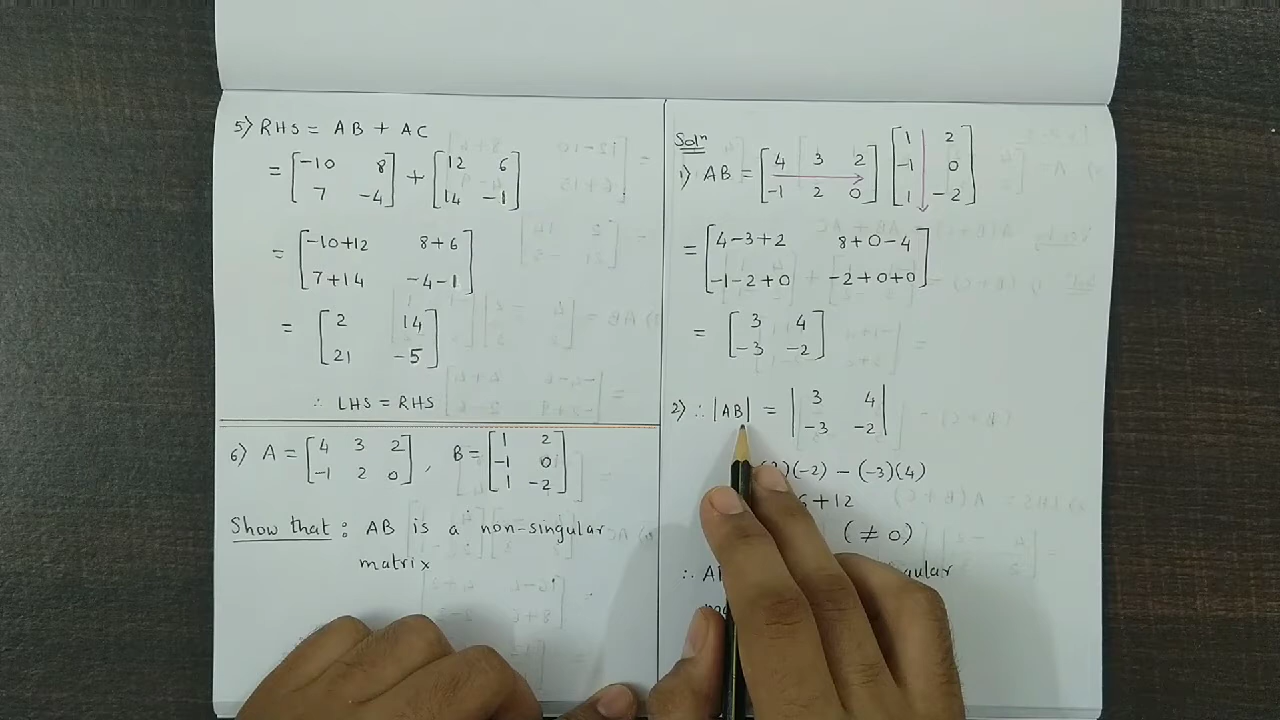 5) RHS = AB + AC
= [-10 8
7 -4] + [12 6
14 -1]
= [-10+12 8+6
7+14 -4-1]
= [2 14
21 -5]
∴ LHS = RHS
6) A = [4 3 2
-1 2 0], B = [1 2
-1 0
1 -2]
Show that : AB is a non-singular
matrix
Solⁿ
1) AB = [4 3 2
-1 2 0] [1 2
-1 0
1 -2]
= [4-3+2 8+0-4
-1-2+0 -2+0+0]
= [3 4
-3 -2]
2) ∴ |AB| = |3 4
-3 -2|
(-2) - (-3)(4)
6+12
(≠ 0)
∴